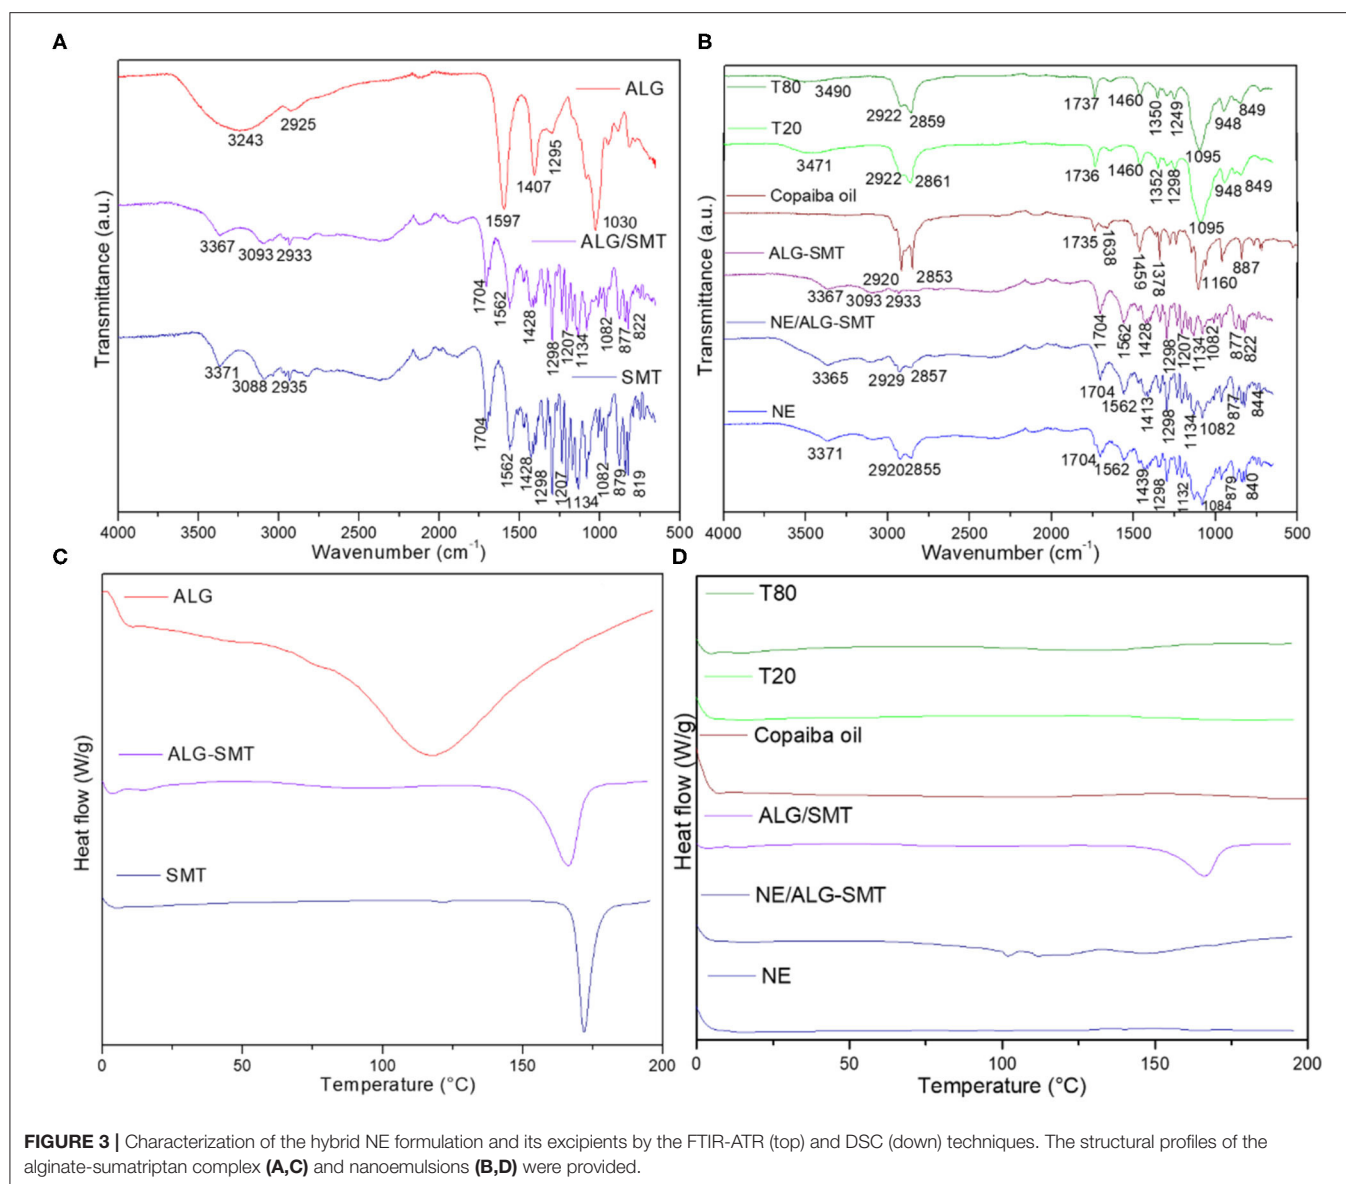 A
ALG
3243
2925
1597
1407
1295
1030
ALG/SMT
3367
3093
2933
1704
1562
1428
1298
1207
1134
1082
877
822
SMT
3371
3088
2935
1704
1562
1428
1298
1207
1134
1082
879
819
Transmittance (a.u.)
4000 3500 3000 2500 2000 1500 1000 500
Wavenumber (cm⁻¹)
B
T80
3490
2922
2859
1737
1460
1350
1249
1095
948
849
T20
3471
2922
2861
1736
1460
1352
1298
1095
948
849
Copaiba oil
2920
2853
1735
1638
1459
1378
1160
887
ALG-SMT
3367
3093
2933
1704
1562
1428
1298
1207
1134
1082
877
822
NE/ALG-SMT
3365
2929
2857
1704
1562
1413
1298
1134
1082
877
844
NE
3371
2920
2855
1704
1562
1439
1298
1132
1084
879
840
Transmittance (a.u.)
4000 3500 3000 2500 2000 1500 1000 500
Wavenumber (cm⁻¹)
C
ALG
ALG-SMT
SMT
Heat flow (W/g)
0 50 100 150 200
Temperature (°C)
D
T80
T20
Copaiba oil
ALG/SMT
NE/ALG-SMT
NE
Heat flow (W/g)
0 50 100 150 200
Temperature (°C)
FIGURE 3 | Characterization of the hybrid NE formulation and its excipients by the FTIR-ATR (top) and DSC (down) techniques. The structural profiles of the
alginate-sumatriptan complex (A,C) and nanoemulsions (B,D) were provided.